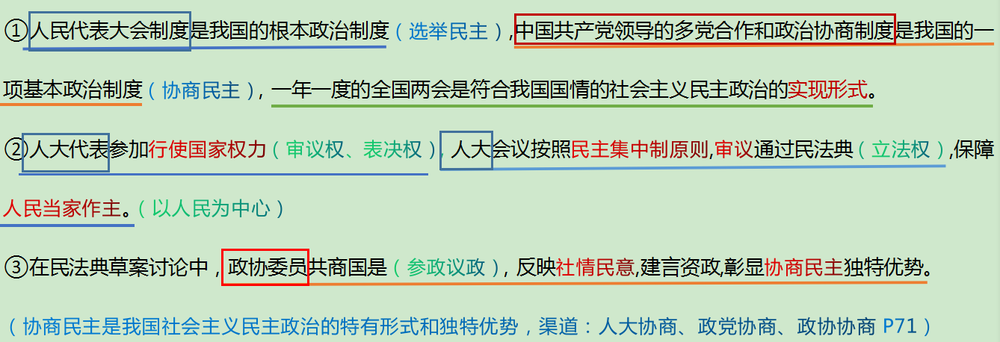 ①人民代表大会制度是我国的根本政治制度（选举民主）,中国共产党领导的多党合作和政治协商制度是我国的一
项基本政治制度（协商民主），一年一度的全国两会是符合我国国情的社会主义民主政治的实现形式。
②人大代表参加行使国家权力（审议权、表决权），人大会议按照民主集中制原则,审议通过民法典（立法权）,保障
人民当家作主。（以人民为中心）
③在民法典草案讨论中，政协委员共商国是（参政议政），反映社情民意,建言资政,彰显协商民主独特优势。
（协商民主是我国社会主义民主政治的特有形式和独特优势，渠道：人大协商、政党协商、政协协商 P71）